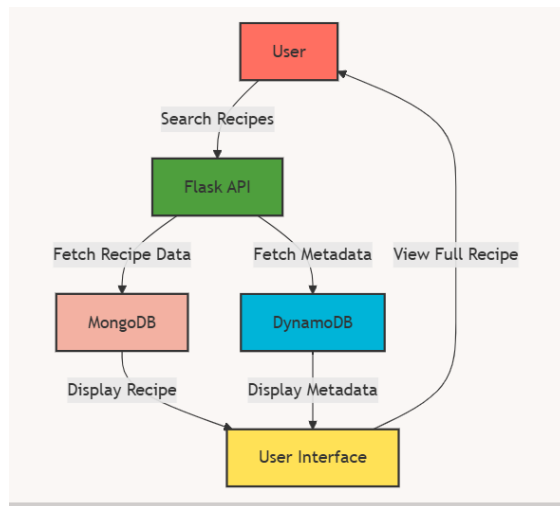 User
Search Recipes
Flask API
Fetch Recipe Data
Fetch Metadata
View Full Recipe
MongoDB
DynamoDB
Display Recipe
Display Metadata
User Interface